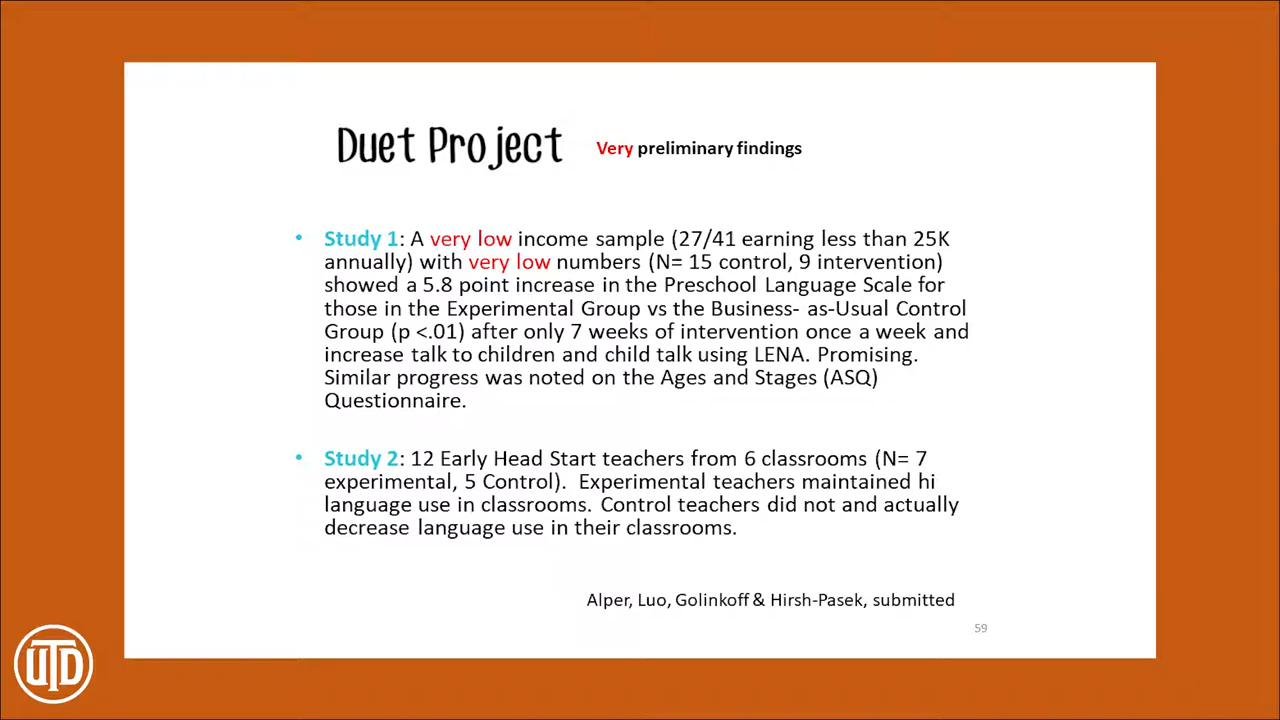 Duet Project Very preliminary findings
• Study 1: A very low income sample (27/41 earning less than 25K
annually) with very low numbers (N= 15 control, 9 intervention)
showed a 5.8 point increase in the Preschool Language Scale for
those in the Experimental Group vs the Business- as-Usual Control
Group (p <.01) after only 7 weeks of intervention once a week and
increase talk to children and child talk using LENA. Promising.
Similar progress was noted on the Ages and Stages (ASQ)
Questionnaire.
• Study 2: 12 Early Head Start teachers from 6 classrooms (N= 7
experimental, 5 Control).  Experimental teachers maintained hi
language use in classrooms. Control teachers did not and actually
decrease language use in their classrooms.
Alper, Luo, Golinkoff & Hirsh-Pasek, submitted
59
UTD